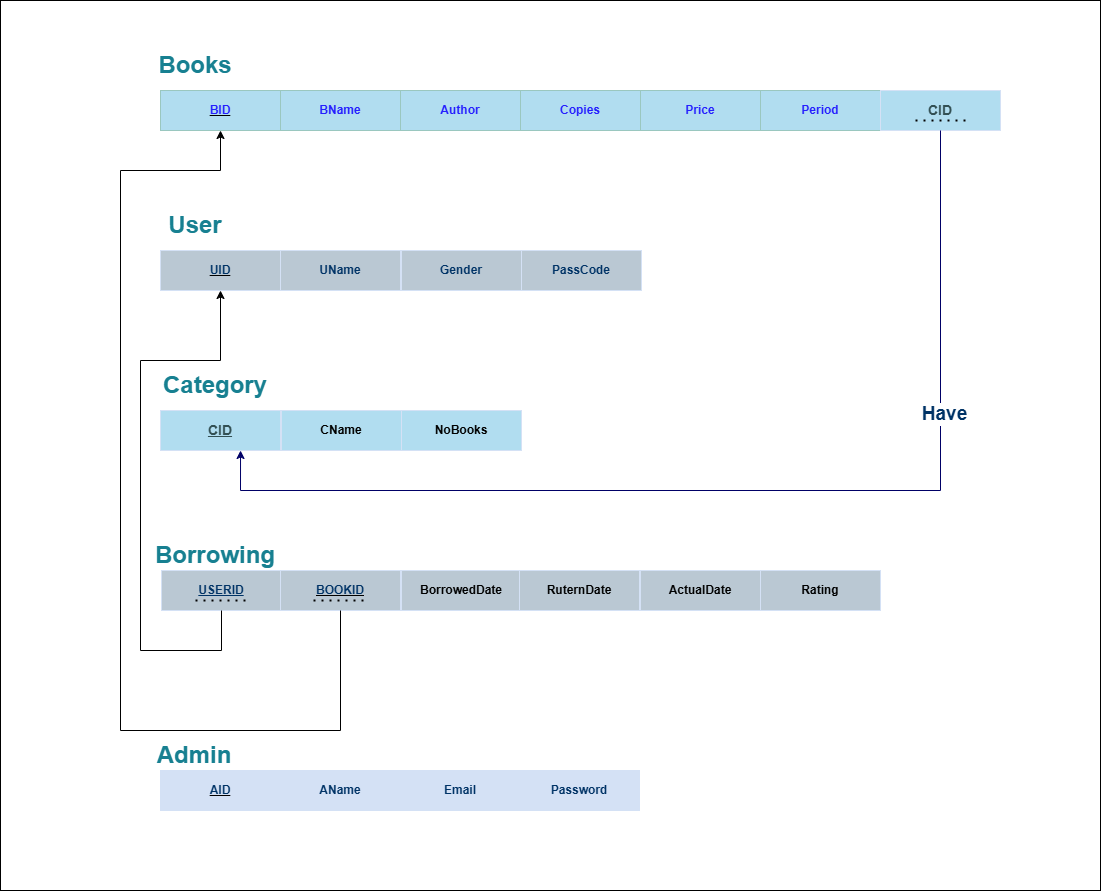 Books
BID BName Author Copies Price Period CID
User
UID UName Gender PassCode
Category
CID CName NoBooks
Have
Borrowing
USERID BOOKID BorrowedDate RuternDate ActualDate Rating
Admin
AID AName Email Password